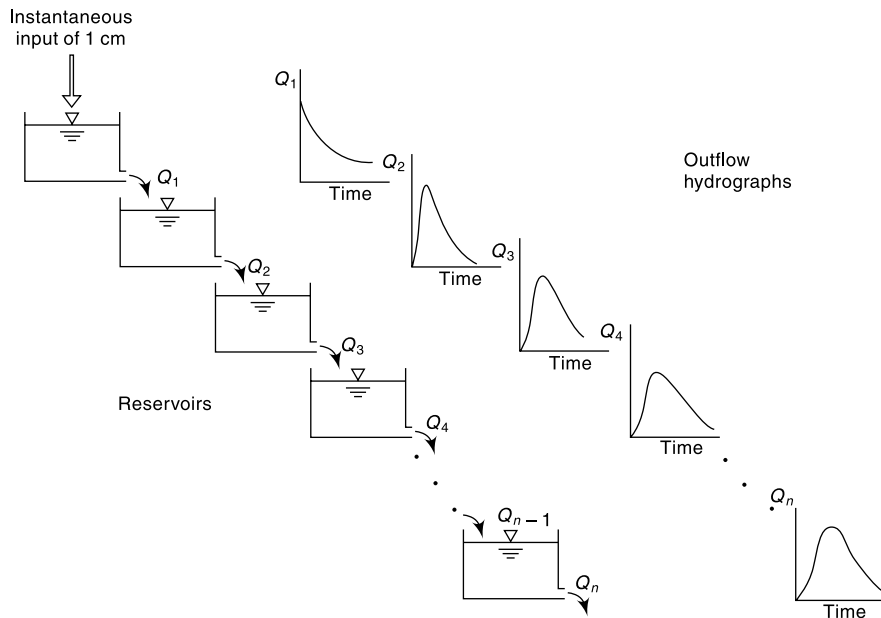 Instantaneous
input of 1 cm
Q1
Q2
Outflow
hydrographs
Q1
Time
Q3
Q2
Time
Q4
Q3
Time
Reservoirs
Q4
Time
Qn
Qn – 1
Qn
Time